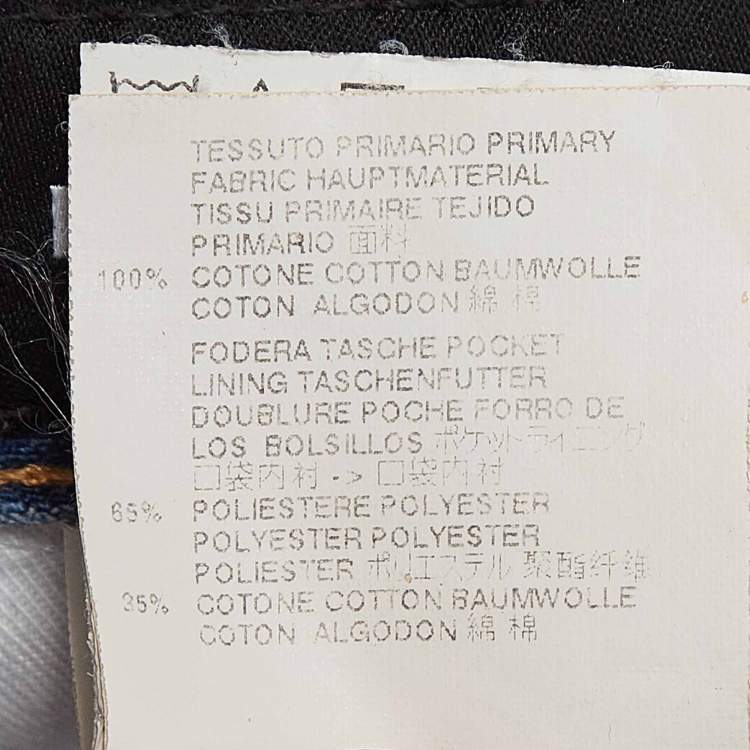 TESSUTO PRIMARIO PRIMARY
FABRIC HAUPTMATERIAL
TISSU PRIMAIRE TEJIDO
PRIMARIO 面料
100% COTONE COTTON BAUMWOLLE
COTON ALGODON 綿 棉
FODERA TASCHE POCKET
LINING TASCHENFUTTER
DOUBLURE POCHE FORRO DE
LOS BOLSILLOS ポケットライニング
口袋内衬 -> 口袋内衬
65% POLIESTERE POLYESTER
POLYESTER POLYESTER
POLIESTER ポリエステル 聚酯纤维
35% COTONE COTTON BAUMWOLLE
COTON ALGODON 綿 棉